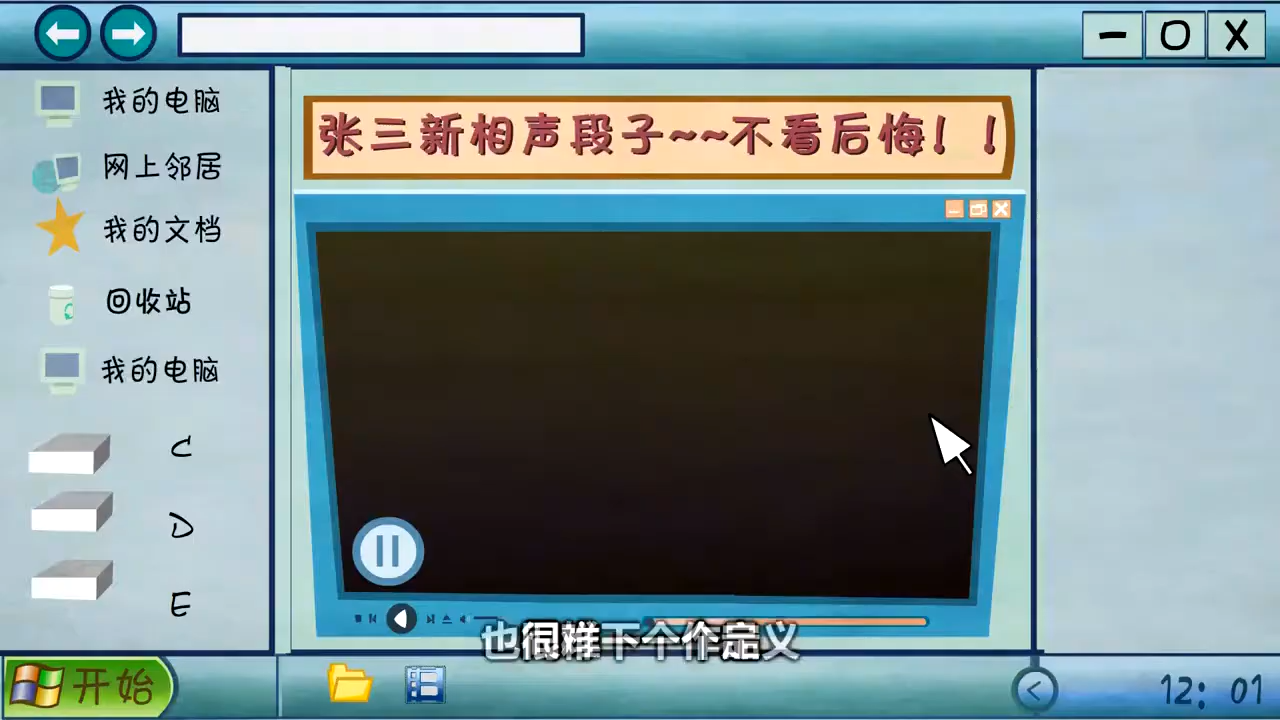 我的电脑
网上邻居
我的文档
回收站
我的电脑
C
D
E
张三新相声段子~~不看后悔！！
也很难下个定义
开始
12：01